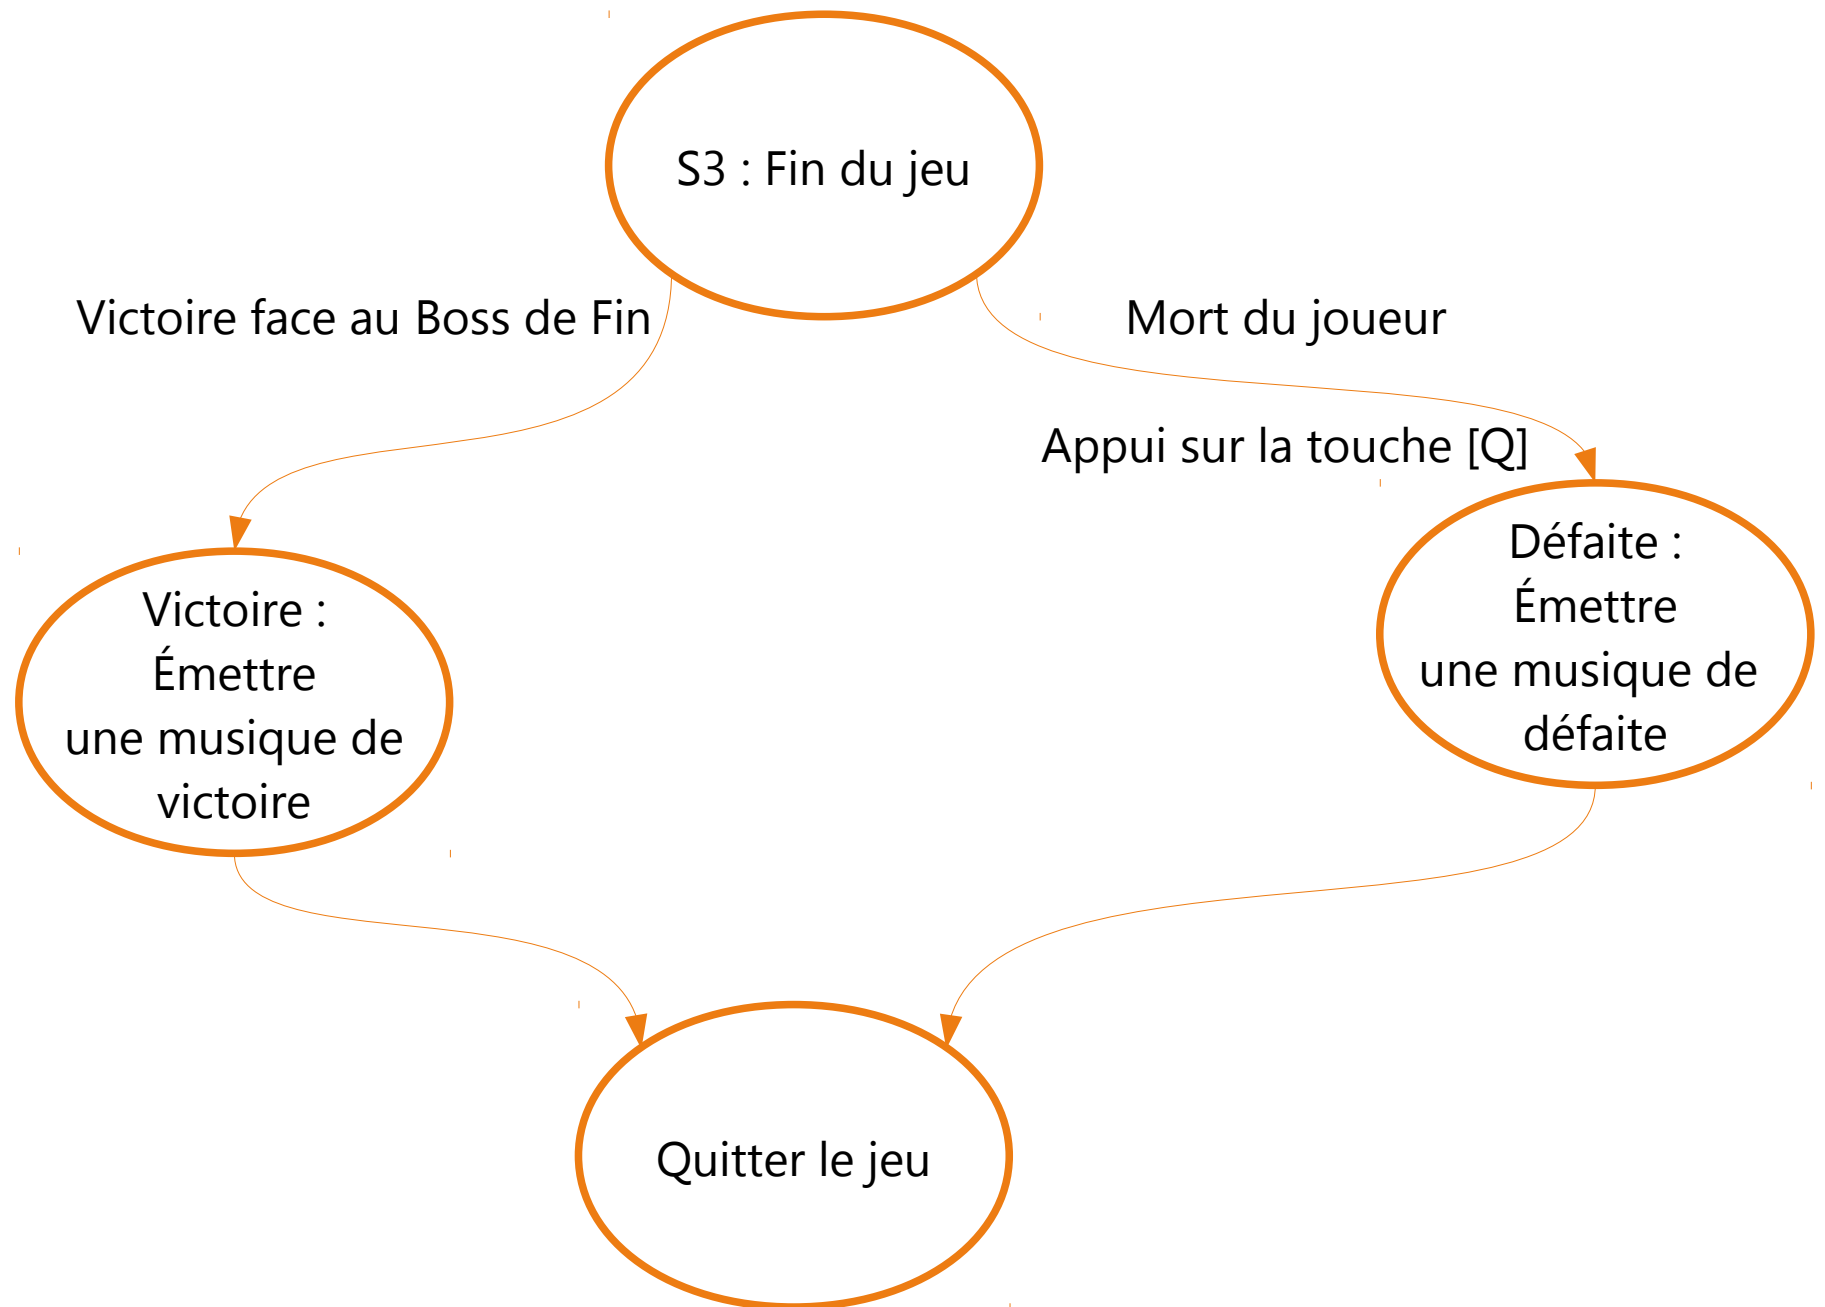 S3 : Fin du jeu
Victoire face au Boss de Fin
Mort du joueur
Appui sur la touche [Q]
Victoire :
Émettre
une musique de
victoire
Défaite :
Émettre
une musique de
défaite
Quitter le jeu